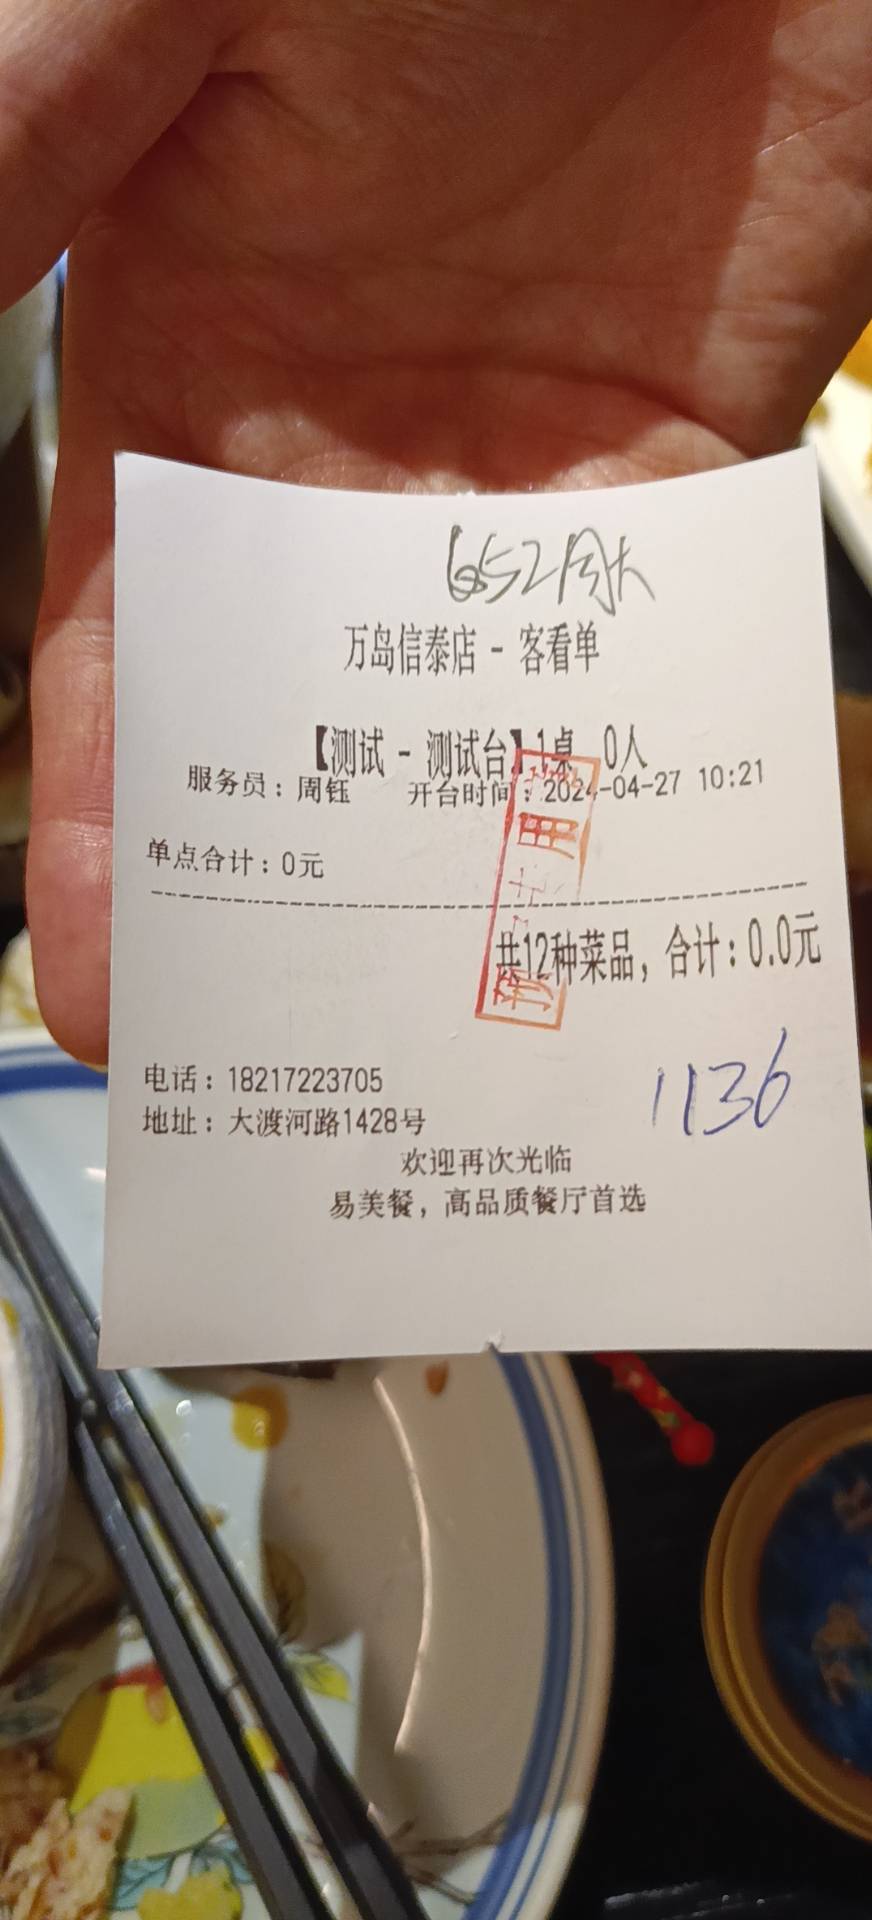 652
万岛信泰店 - 客看单
【测试 - 测试台】1桌 0人
服务员：周钰 开台时间：2024-04-27 10:21
单点合计：0元
共12种菜品，合计：0.0元
1136
电话：18217223705
地址：大渡河路1428号
欢迎再次光临
易美餐，高品质餐厅首选